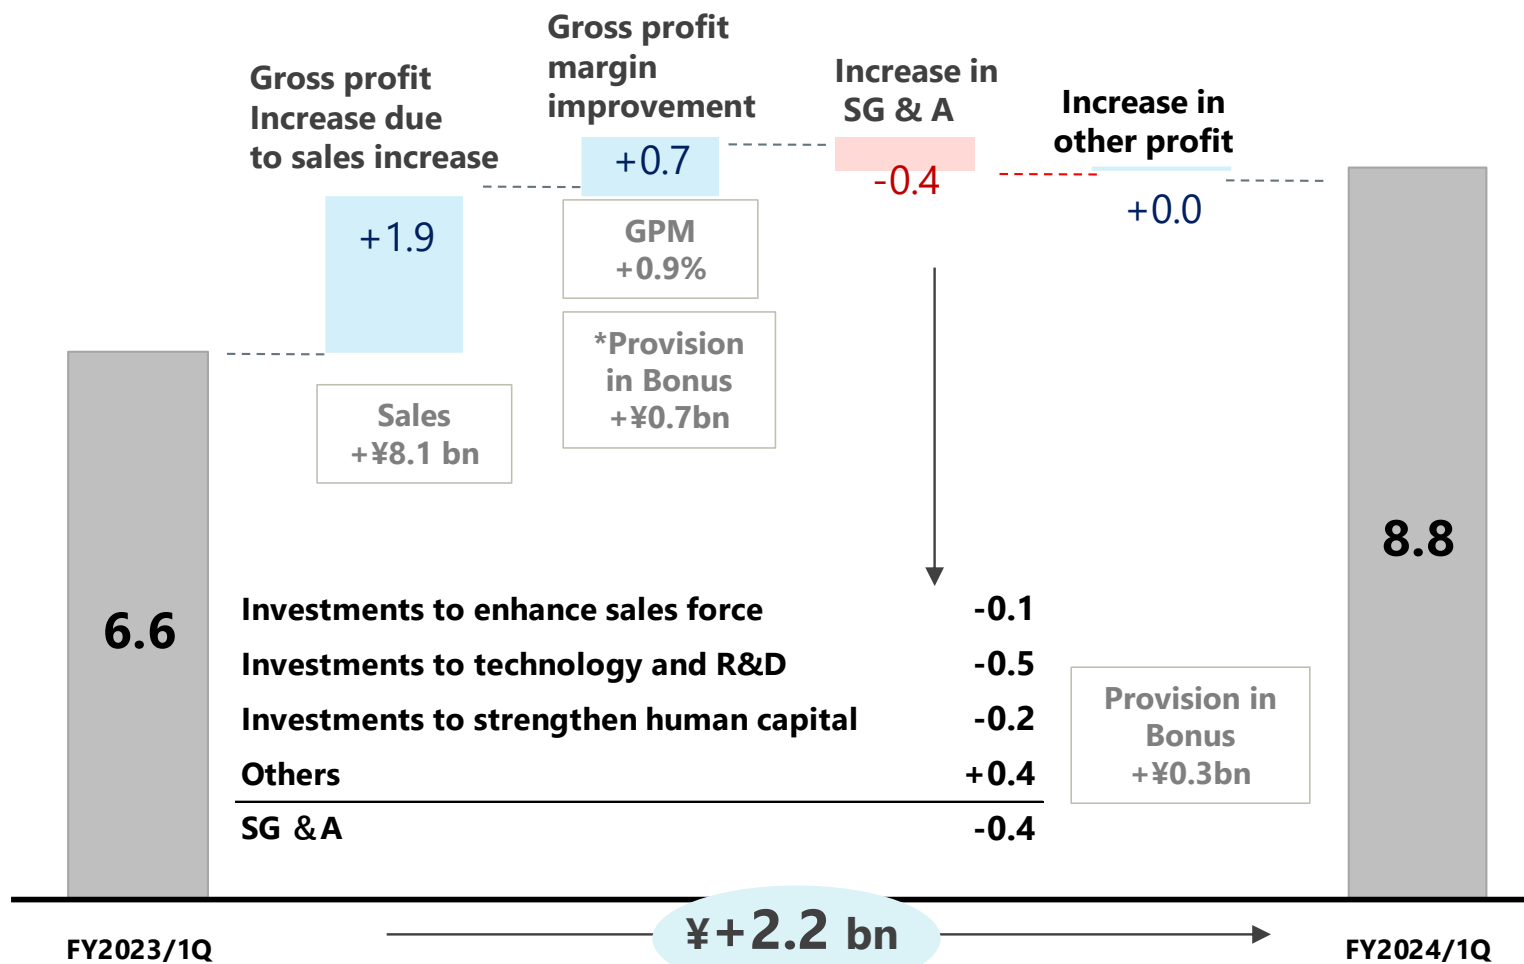 Gross profit
Increase due
to sales increase
Gross profit
margin
improvement
Increase in
SG & A
Increase in
other profit
+1.9
+0.7
-0.4
+0.0
GPM
+0.9%
*Provision
in Bonus
+¥0.7bn
Sales
+¥8.1 bn
6.6
8.8
Investments to enhance sales force -0.1
Investments to technology and R&D -0.5
Investments to strengthen human capital -0.2
Others +0.4
SG &A -0.4
Provision in
Bonus
+¥0.3bn
¥+2.2 bn
FY2023/1Q
FY2024/1Q